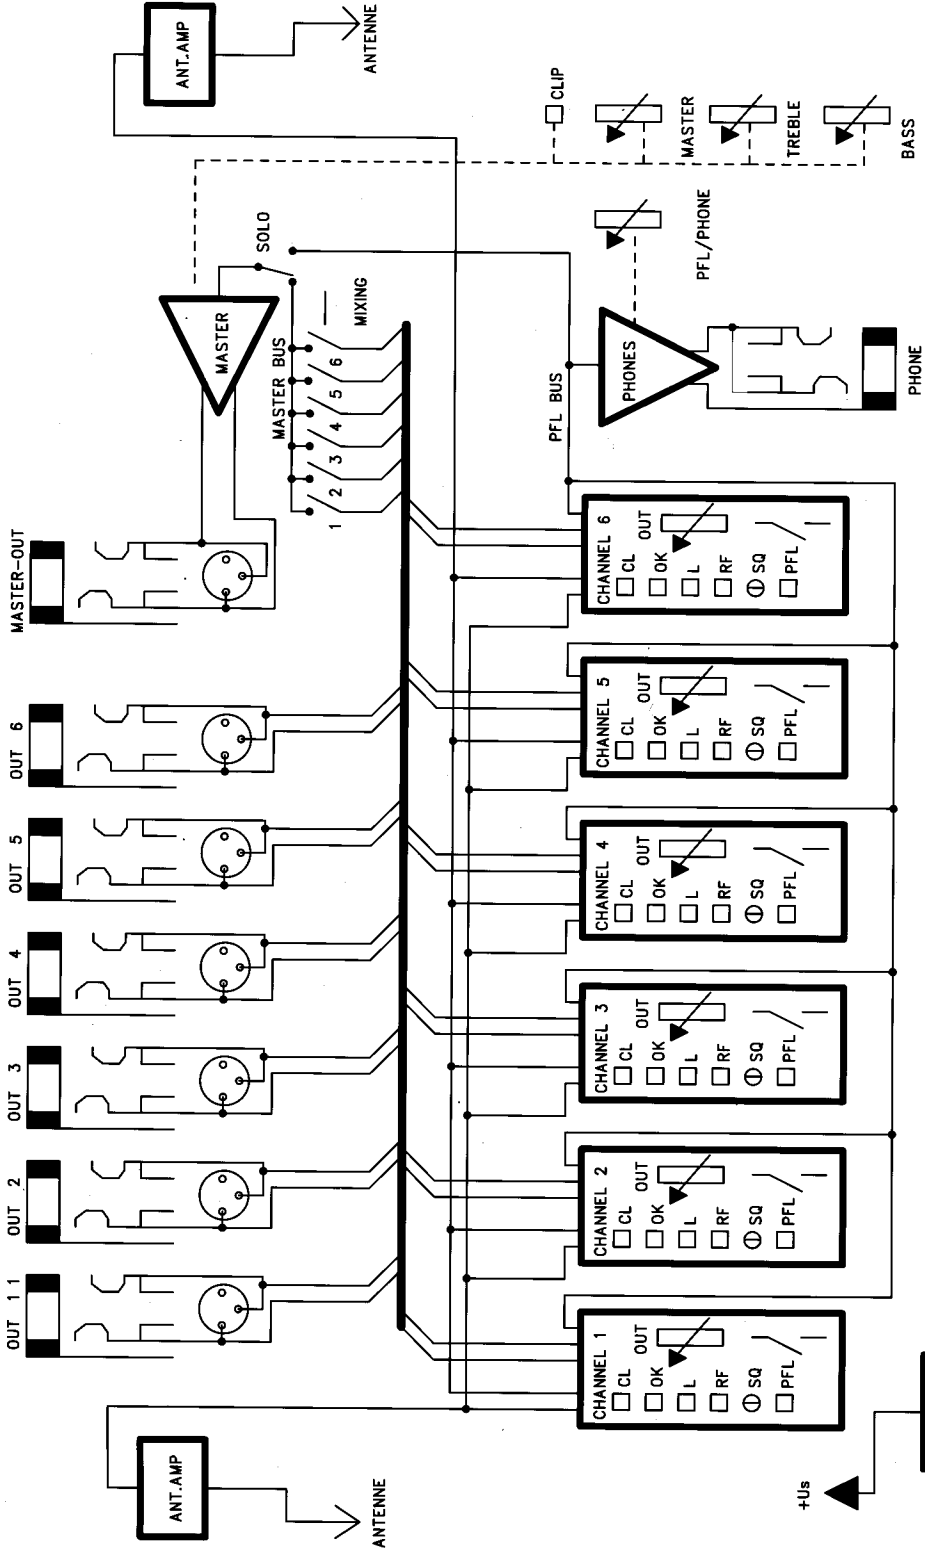 OUT 1 1
OUT 2
OUT 3
OUT 4
OUT 5
OUT 6
MASTER-OUT
ANT.AMP
ANTENNE
ANT.AMP
ANTENNE
MASTER
MASTER BUS
SOLO
1
2
3
4
5
6
MIXING
CLIP
MASTER
TREBLE
BASS
PFL/PHONE
PFL BUS
PHONES
PHONE
CHANNEL 1
CL
OUT
OK
L
RF
SQ
PFL
CHANNEL 2
CL
OUT
OK
L
RF
SQ
PFL
CHANNEL 3
CL
OUT
OK
L
RF
SQ
PFL
CHANNEL 4
CL
OUT
OK
L
RF
SQ
PFL
CHANNEL 5
CL
OUT
OK
L
RF
SQ
PFL
CHANNEL 6
CL
OUT
OK
L
RF
SQ
PFL
+Us